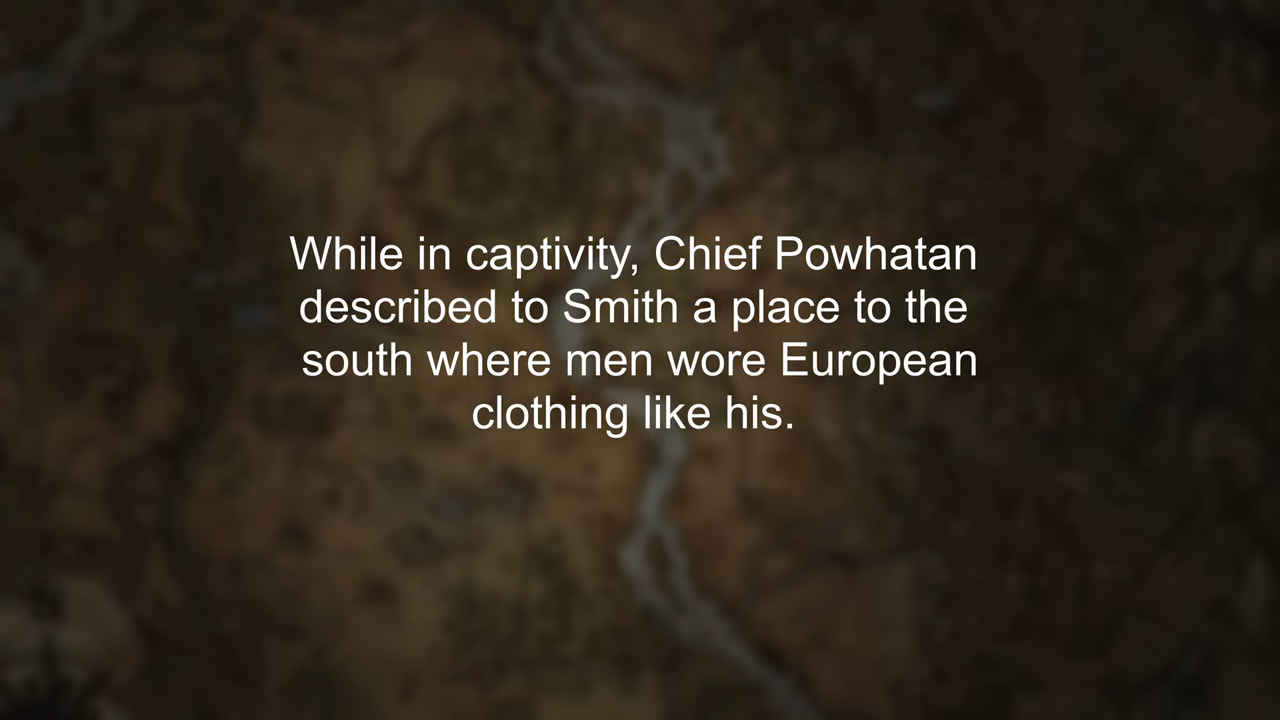 While in captivity, Chief Powhatan
described to Smith a place to the
south where men wore European
clothing like his.